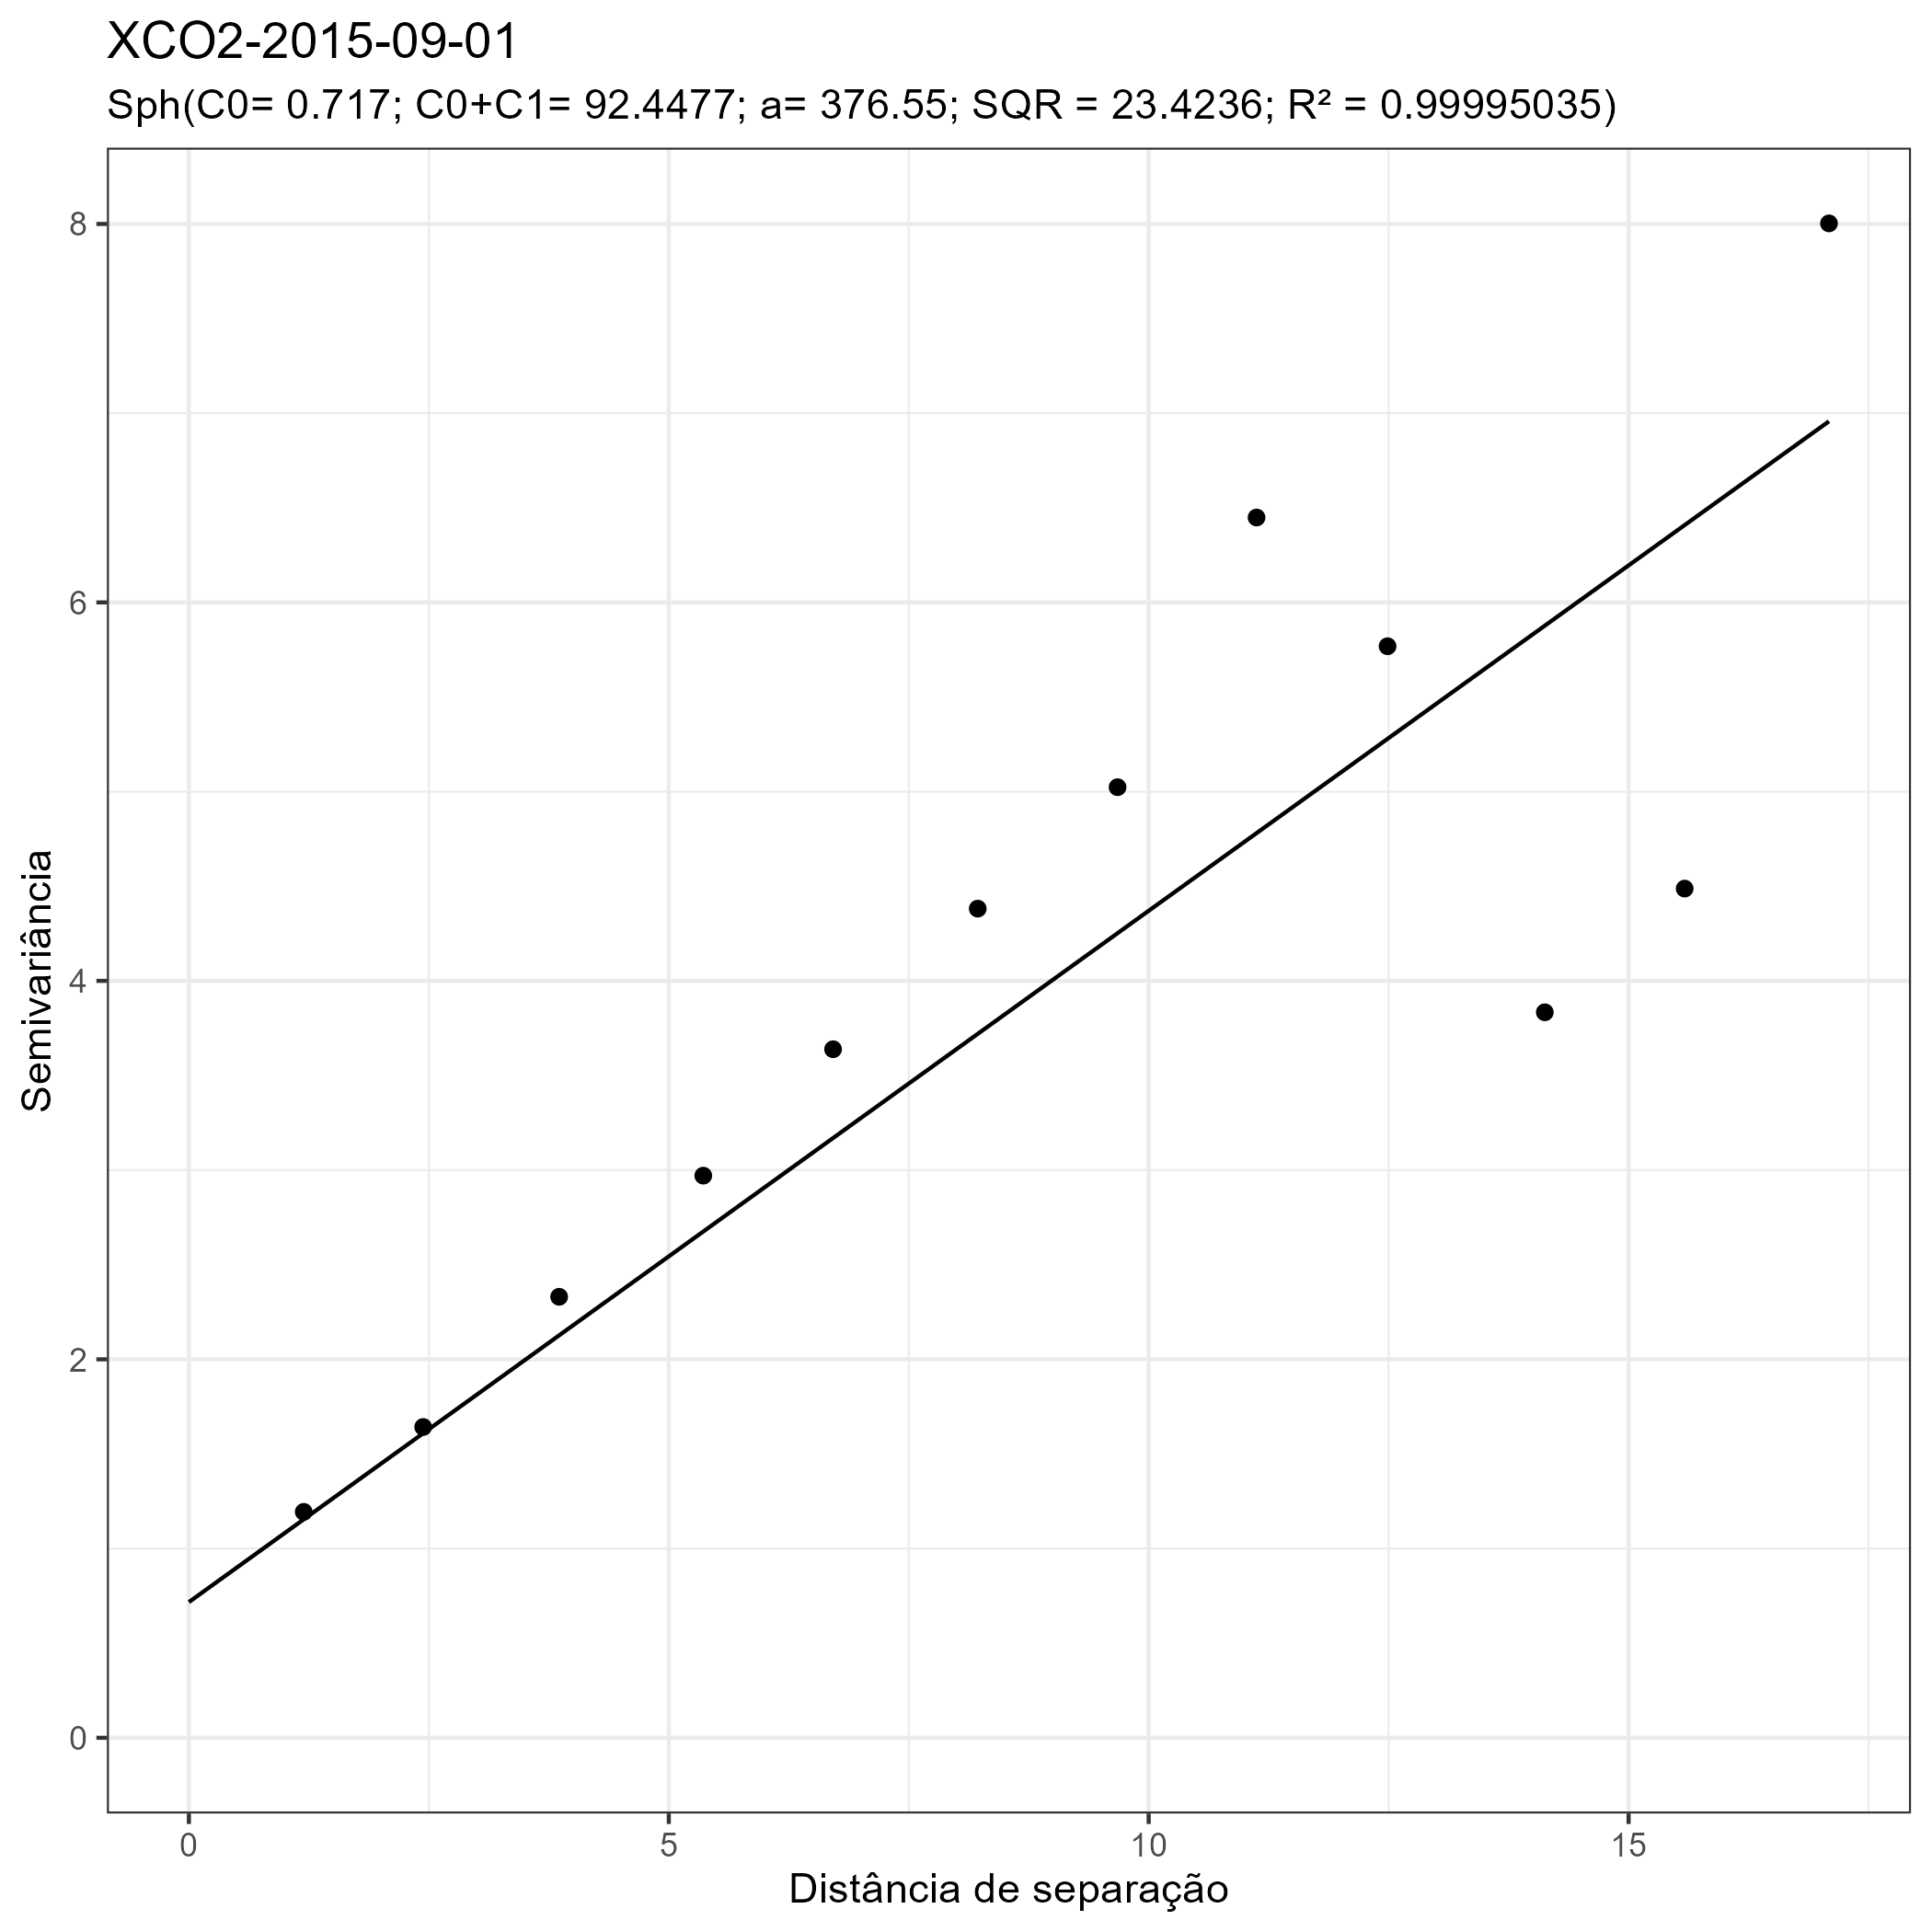 XCO2-2015-09-01
Sph(C0= 0.717; C0+C1= 92.4477; a= 376.55; SQR = 23.4236; R² = 0.99995035)
8
6
4
2
0
Semivariância
0 5 10 15
Distância de separação